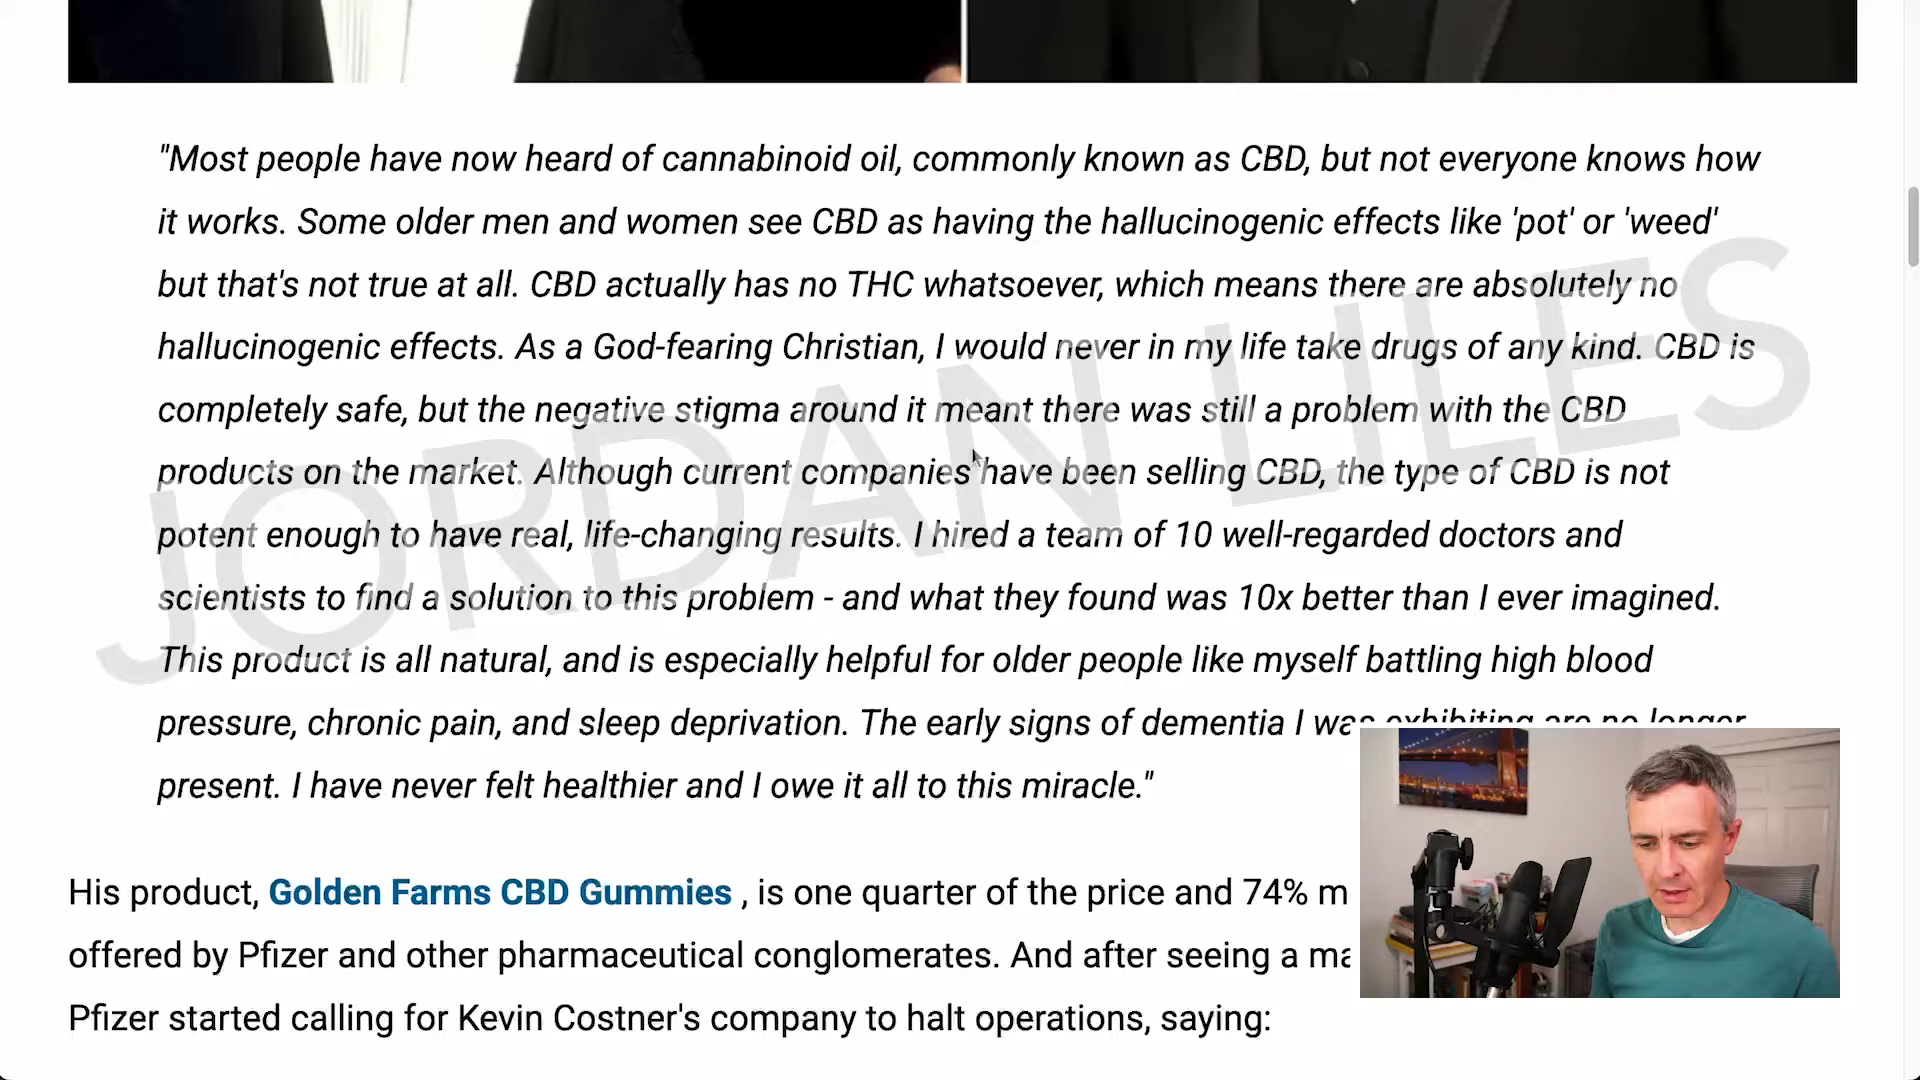 "Most people have now heard of cannabinoid oil, commonly known as CBD, but not everyone knows how
it works. Some older men and women see CBD as having the hallucinogenic effects like 'pot' or 'weed'
but that's not true at all. CBD actually has no THC whatsoever, which means there are absolutely no
hallucinogenic effects. As a God-fearing Christian, I would never in my life take drugs of any kind. CBD is
completely safe, but the negative stigma around it meant there was still a problem with the CBD
products on the market. Although current companies have been selling CBD, the type of CBD is not
potent enough to have real, life-changing results. I hired a team of 10 well-regarded doctors and
scientists to find a solution to this problem - and what they found was 10x better than I ever imagined.
This product is all natural, and is especially helpful for older people like myself battling high blood
pressure, chronic pain, and sleep deprivation. The early signs of dementia I was exhibiting are no longer
present. I have never felt healthier and I owe it all to this miracle."
His product, Golden Farms CBD Gummies , is one quarter of the price and 74%
offered by Pfizer and other pharmaceutical conglomerates. And after seeing a
Pfizer started calling for Kevin Costner's company to halt operations, saying:
JORDAN LILES